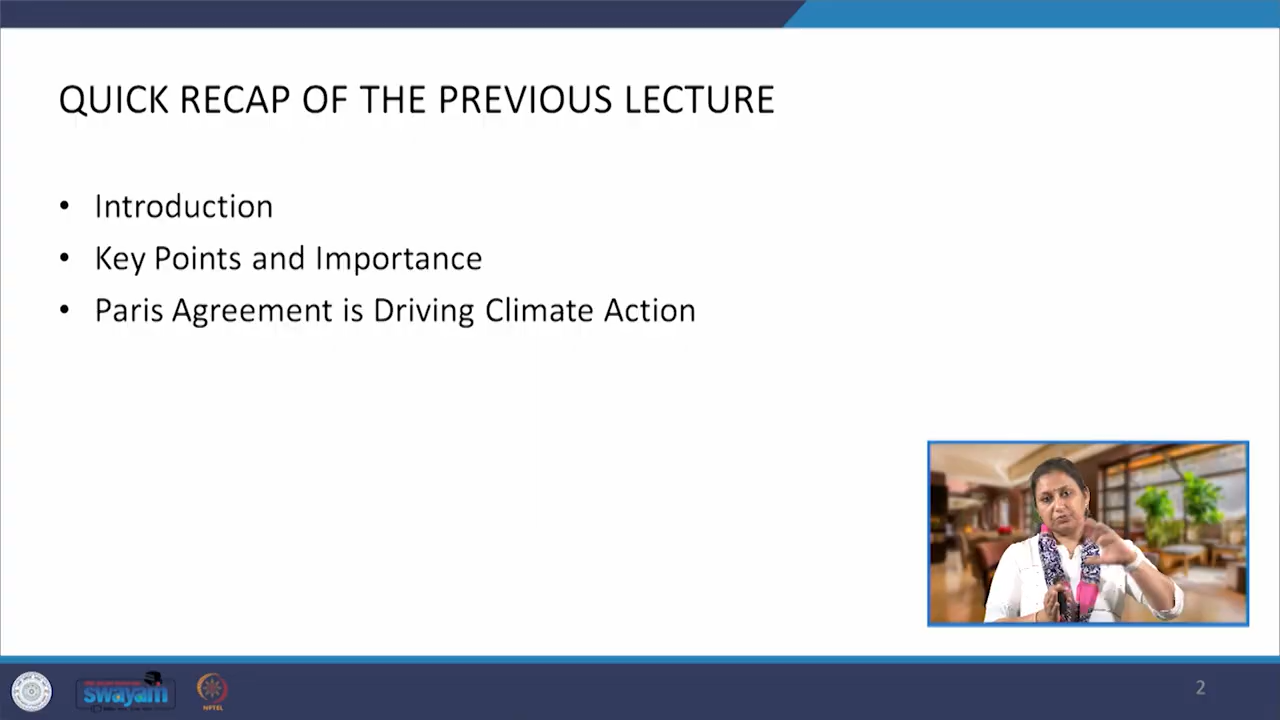 QUICK RECAP OF THE PREVIOUS LECTURE
• Introduction
• Key Points and Importance
• Paris Agreement is Driving Climate Action
swayam
NPTEL
2